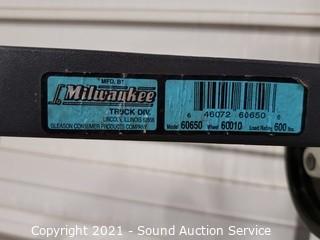 MFD. BY
Milwaukee
TRUCK DIV.
LINCOLN, ILLINOIS 62656
GLEASON CONSUMER PRODUCTS COMPANY
6 46072 60650 6
Model 60650 Wheel 60010 Load Rating 600 lbs.
Copyright 2021 - Sound Auction Service